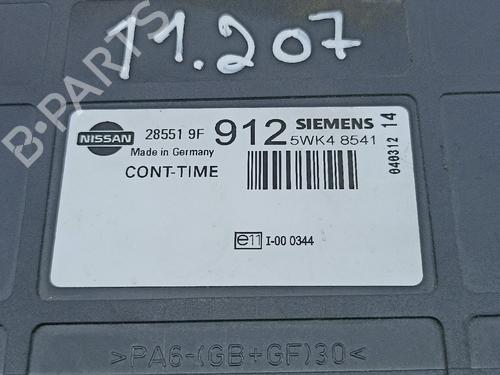 11.207
B-PARTS
NISSAN
28551 9F 912
Made in Germany
SIEMENS
5WK4 8541
CONT-TIME
040312 14
e11 I-00 0344
>PA6-(GB+GF)30<